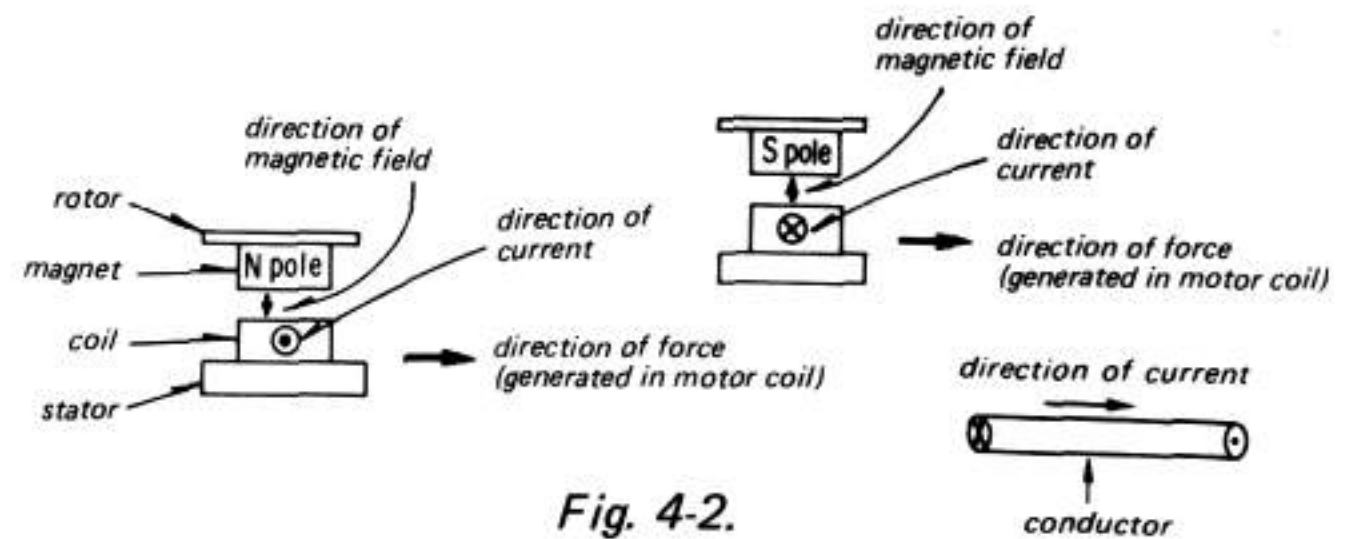 direction of
magnetic field
rotor
magnet
N pole
direction of
current
coil
stator
direction of force
(generated in motor coil)
direction of
magnetic field
S pole
direction of
current
direction of force
(generated in motor coil)
direction of current
conductor
Fig. 4-2.